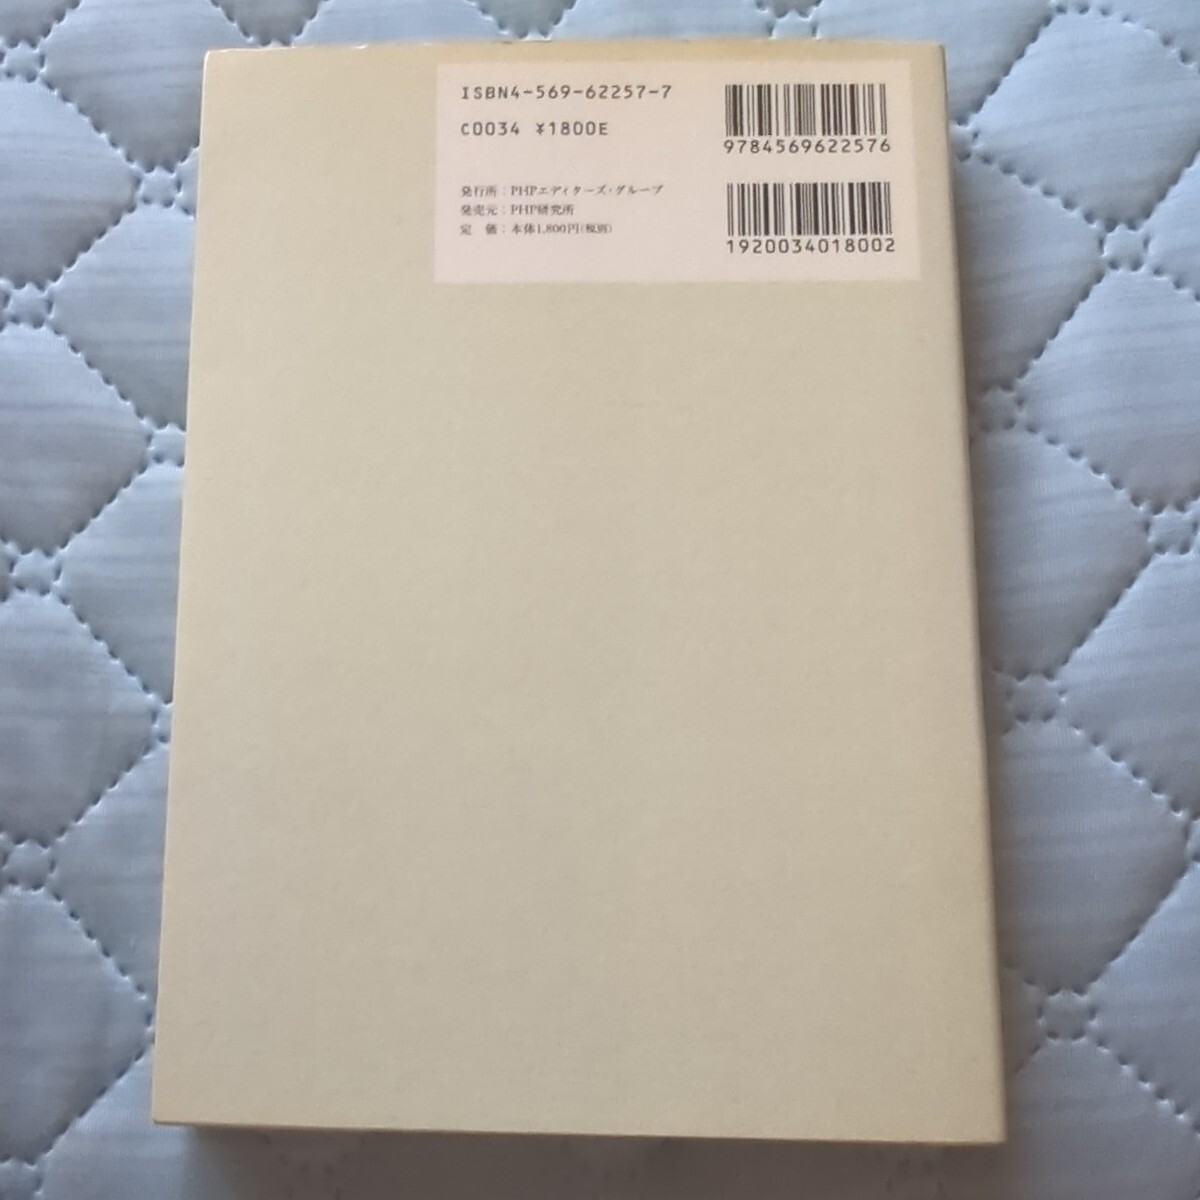 ISBN4-569-62257-7
C0034 ¥1800E
発行所：PHPエディターズ・グループ
発売元：PHP研究所
定　価：本体1,800円(税別)
9784569622576
1920034018002